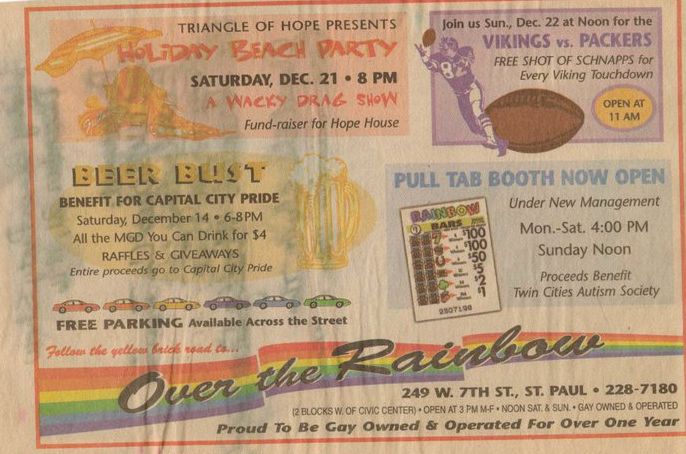 TRIANGLE OF HOPE PRESENTS
HOLIDAY BEACH PARTY
SATURDAY, DEC. 21 • 8 PM
A WACKY DRAG SHOW
Fund-raiser for Hope House
Join us Sun., Dec. 22 at Noon for the
VIKINGS vs. PACKERS
FREE SHOT OF SCHNAPPS for
Every Viking Touchdown
OPEN AT
11 AM
84
BEER BUST
BENEFIT FOR CAPITAL CITY PRIDE
Saturday, December 14 • 6-8PM
All the MGD You Can Drink for $4
RAFFLES & GIVEAWAYS
Entire proceeds go to Capital City Pride
PULL TAB BOOTH NOW OPEN
Under New Management
Mon.-Sat. 4:00 PM
Sunday Noon
Proceeds Benefit
Twin Cities Autism Society
RAINBOW
BARS
$100
$100
$50
$5
$2
$1
FREE PARKING Available Across the Street
Follow the yellow brick road to...
Over the Rainbow
249 W. 7TH ST., ST. PAUL • 228-7180
(2 BLOCKS W. OF CIVIC CENTER) • OPEN AT 3 PM M-F • NOON SAT. & SUN. • GAY OWNED & OPERATED
Proud To Be Gay Owned & Operated For Over One Year